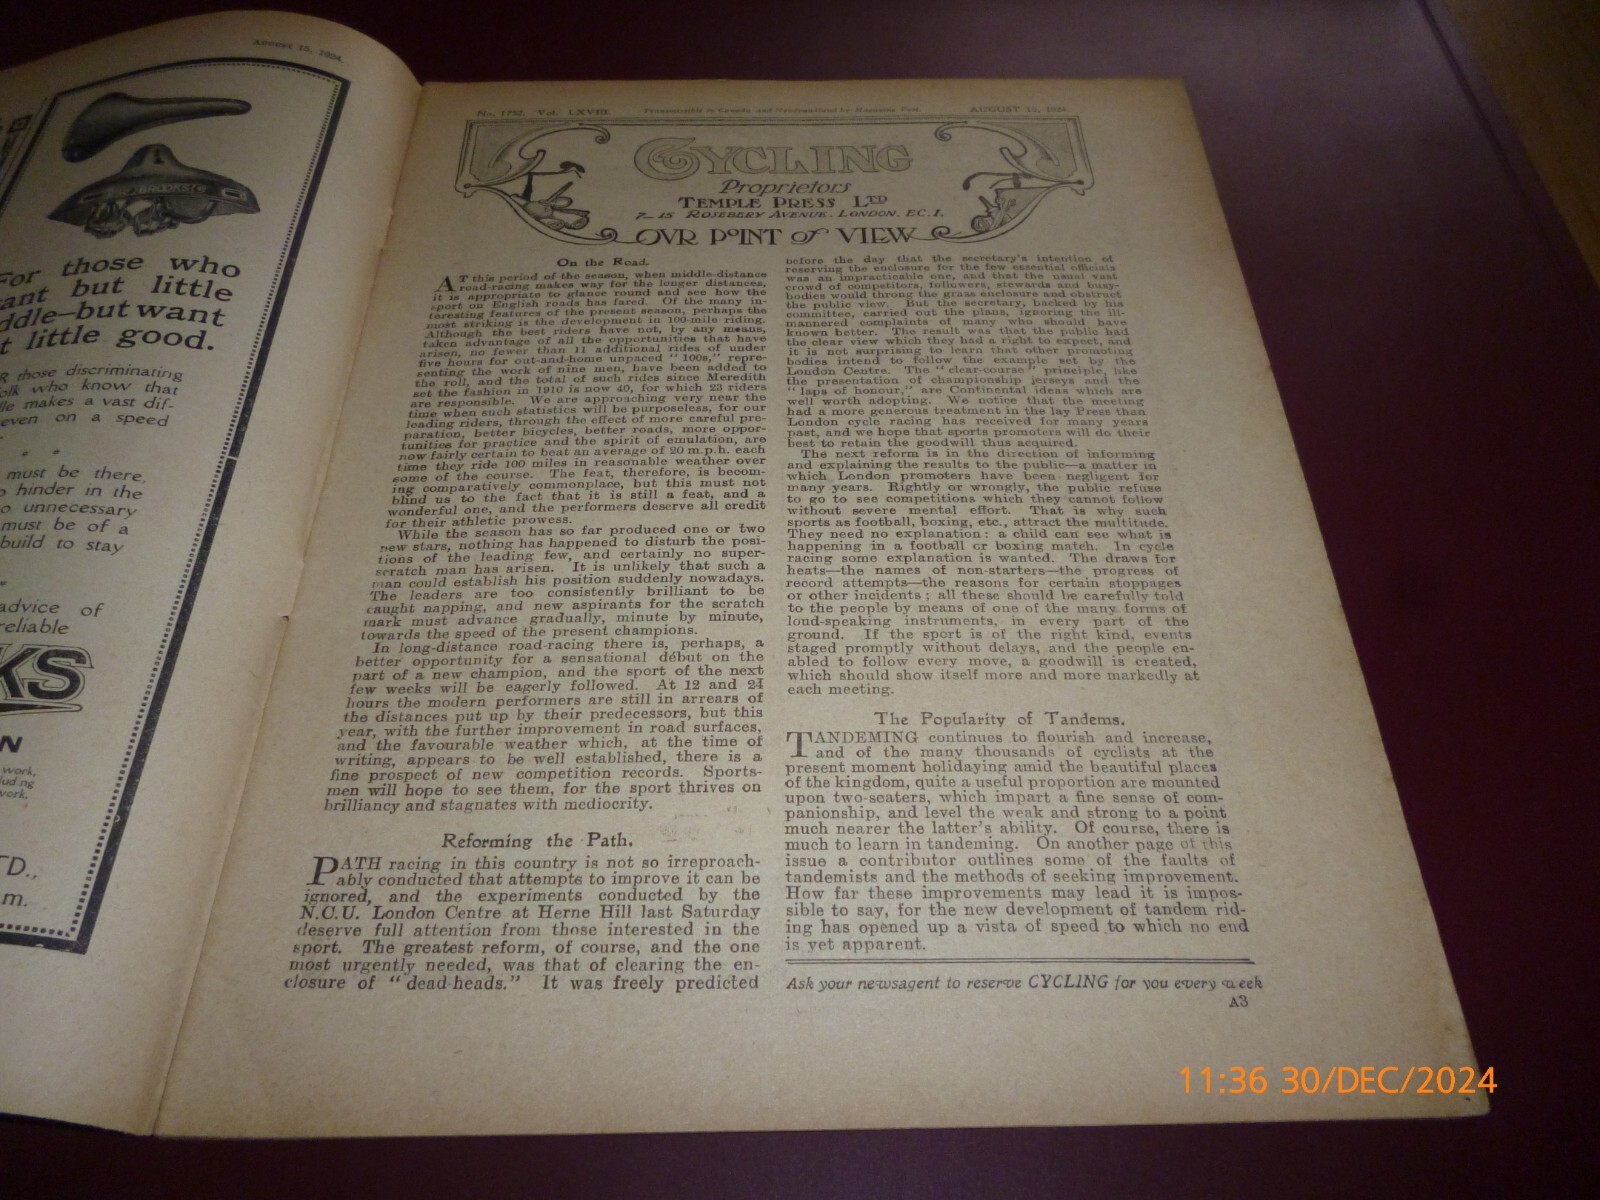 August 15, 1924.
BROOKS
For those who
want but little
saddle—but want
that little good.
those discriminating
folk who know that
makes a vast dif-
even on a speed
must be there,
hinder in the
unnecessary
must be of a
build to stay
advice of
reliable
No. 1752. Vol. LXVIII.
Transmissible to Canada and Newfoundland by Magazine Post.
AUGUST 15, 1924.
CYCLING
Proprietors
TEMPLE PRESS LTD
7–15 ROSEBERY AVENUE. LONDON. E.C.1.
OVR POINT of VIEW
On the Road.
AT this period of the season, when middle-distance
road-racing makes way for the longer distances,
it is appropriate to glance round and see how the
sport on English roads has fared. Of the many in-
teresting features of the present season, perhaps the
most striking is the development in 100-mile riding.
Although the best riders have not, by any means,
taken advantage of all the opportunities that have
arisen, no fewer than 11 additional rides of under
five hours for out-and-home unpaced "100s," repre-
senting the work of nine men, have been added to
the roll, and the total of such rides since Meredith
set the fashion in 1910 is now 40, for which 23 riders
are responsible. We are approaching very near the
time when such statistics will be purposeless, for our
leading riders, through the effect of more careful pre-
paration, better bicycles, better roads, more oppor-
tunities for practice and the spirit of emulation, are
now fairly certain to beat an average of 20 m.p.h. each
time they ride 100 miles in reasonable weather over
some of the course. The feat, therefore, is becom-
ing comparatively commonplace, but this must not
blind us to the fact that it is still a feat, and a
wonderful one, and the performers deserve all credit
for their athletic prowess.
While the season has so far produced one or two
new stars, nothing has happened to disturb the posi-
tions of the leading few, and certainly no super-
scratch man has arisen. It is unlikely that such a
man could establish his position suddenly nowadays.
The leaders are too consistently brilliant to be
caught napping, and new aspirants for the scratch
mark must advance gradually, minute by minute,
towards the speed of the present champions.
In long-distance road-racing there is, perhaps, a
better opportunity for a sensational début on the
part of a new champion, and the sport of the next
few weeks will be eagerly followed. At 12 and 24
hours the modern performers are still in arrears of
the distances put up by their predecessors, but this
year, with the further improvement in road surfaces,
and the favourable weather which, at the time of
writing, appears to be well established, there is a
fine prospect of new competition records. Sports-
men will hope to see them, for the sport thrives on
brilliancy and stagnates with mediocrity.
Reforming the Path.
PATH racing in this country is not so irreproach-
ably conducted that attempts to improve it can be
ignored, and the experiments conducted by the
N.C.U. London Centre at Herne Hill last Saturday
deserve full attention from those interested in the
sport. The greatest reform, of course, and the one
most urgently needed, was that of clearing the en-
closure of "dead-heads." It was freely predicted
before the day that the secretary's intention of
reserving the enclosure for the few essential officials
was an impracticable one, and that the usual vast
crowd of competitors, followers, stewards and busy-
bodies would throng the grass enclosure and obstruct
the public view. But the secretary, backed by his
committee, carried out the plans, ignoring the ill-
mannered complaints of many who should have
known better. The result was that the public had
the clear view which they had a right to expect, and
it is not surprising to learn that other promoting
bodies intend to follow the example set by the
London Centre. The "clear-course" principle, like
the presentation of championship jerseys and the
"laps of honour," are Continental ideas which are
well worth adopting. We notice that the meeting
had a more generous treatment in the lay Press than
London cycle racing has received for many years
past, and we hope that sports promoters will do their
best to retain the goodwill thus acquired.
The next reform is in the direction of informing
and explaining the results to the public—a matter in
which London promoters have been negligent for
many years. Rightly or wrongly, the public refuse
to go to see competitions which they cannot follow
without severe mental effort. That is why such
sports as football, boxing, etc., attract the multitude.
They need no explanation: a child can see what is
happening in a football or boxing match. In cycle
racing some explanation is wanted. The draws for
heats—the names of non-starters—the progress of
record attempts—the reasons for certain stoppages
or other incidents; all these should be carefully told
to the people by means of one of the many forms of
loud-speaking instruments, in every part of the
ground. If the sport is of the right kind, events
staged promptly without delays, and the people en-
abled to follow every move, a goodwill is created,
which should show itself more and more markedly at
each meeting.
The Popularity of Tandems.
TANDEMING continues to flourish and increase,
and of the many thousands of cyclists at the
present moment holidaying amid the beautiful places
of the kingdom, quite a useful proportion are mounted
upon two-seaters, which impart a fine sense of com-
panionship, and level the weak and strong to a point
much nearer the latter's ability. Of course, there is
much to learn in tandeming. On another page of this
issue a contributor outlines some of the faults of
tandemists and the methods of seeking improvement.
How far these improvements may lead it is impos-
sible to say, for the new development of tandem rid-
ing has opened up a vista of speed to which no end
is yet apparent.
Ask your newsagent to reserve CYCLING for you every week
A3
11:36 30/DEC/2024